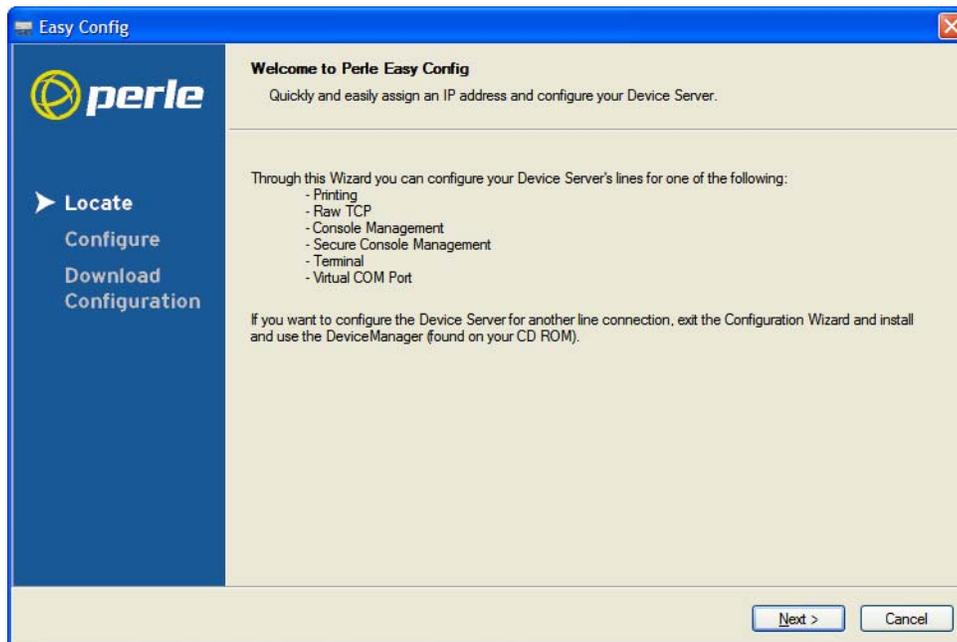 Easy Config
perle
Locate
Configure
Download
Configuration
Welcome to Perle Easy Config
Quickly and easily assign an IP address and configure your Device Server.
Through this Wizard you can configure your Device Server's lines for one of the following:
- Printing
- Raw TCP
- Console Management
- Secure Console Management
- Terminal
- Virtual COM Port
If you want to configure the Device Server for another line connection, exit the Configuration Wizard and install
and use the DeviceManager (found on your CD ROM).
Next >
Cancel